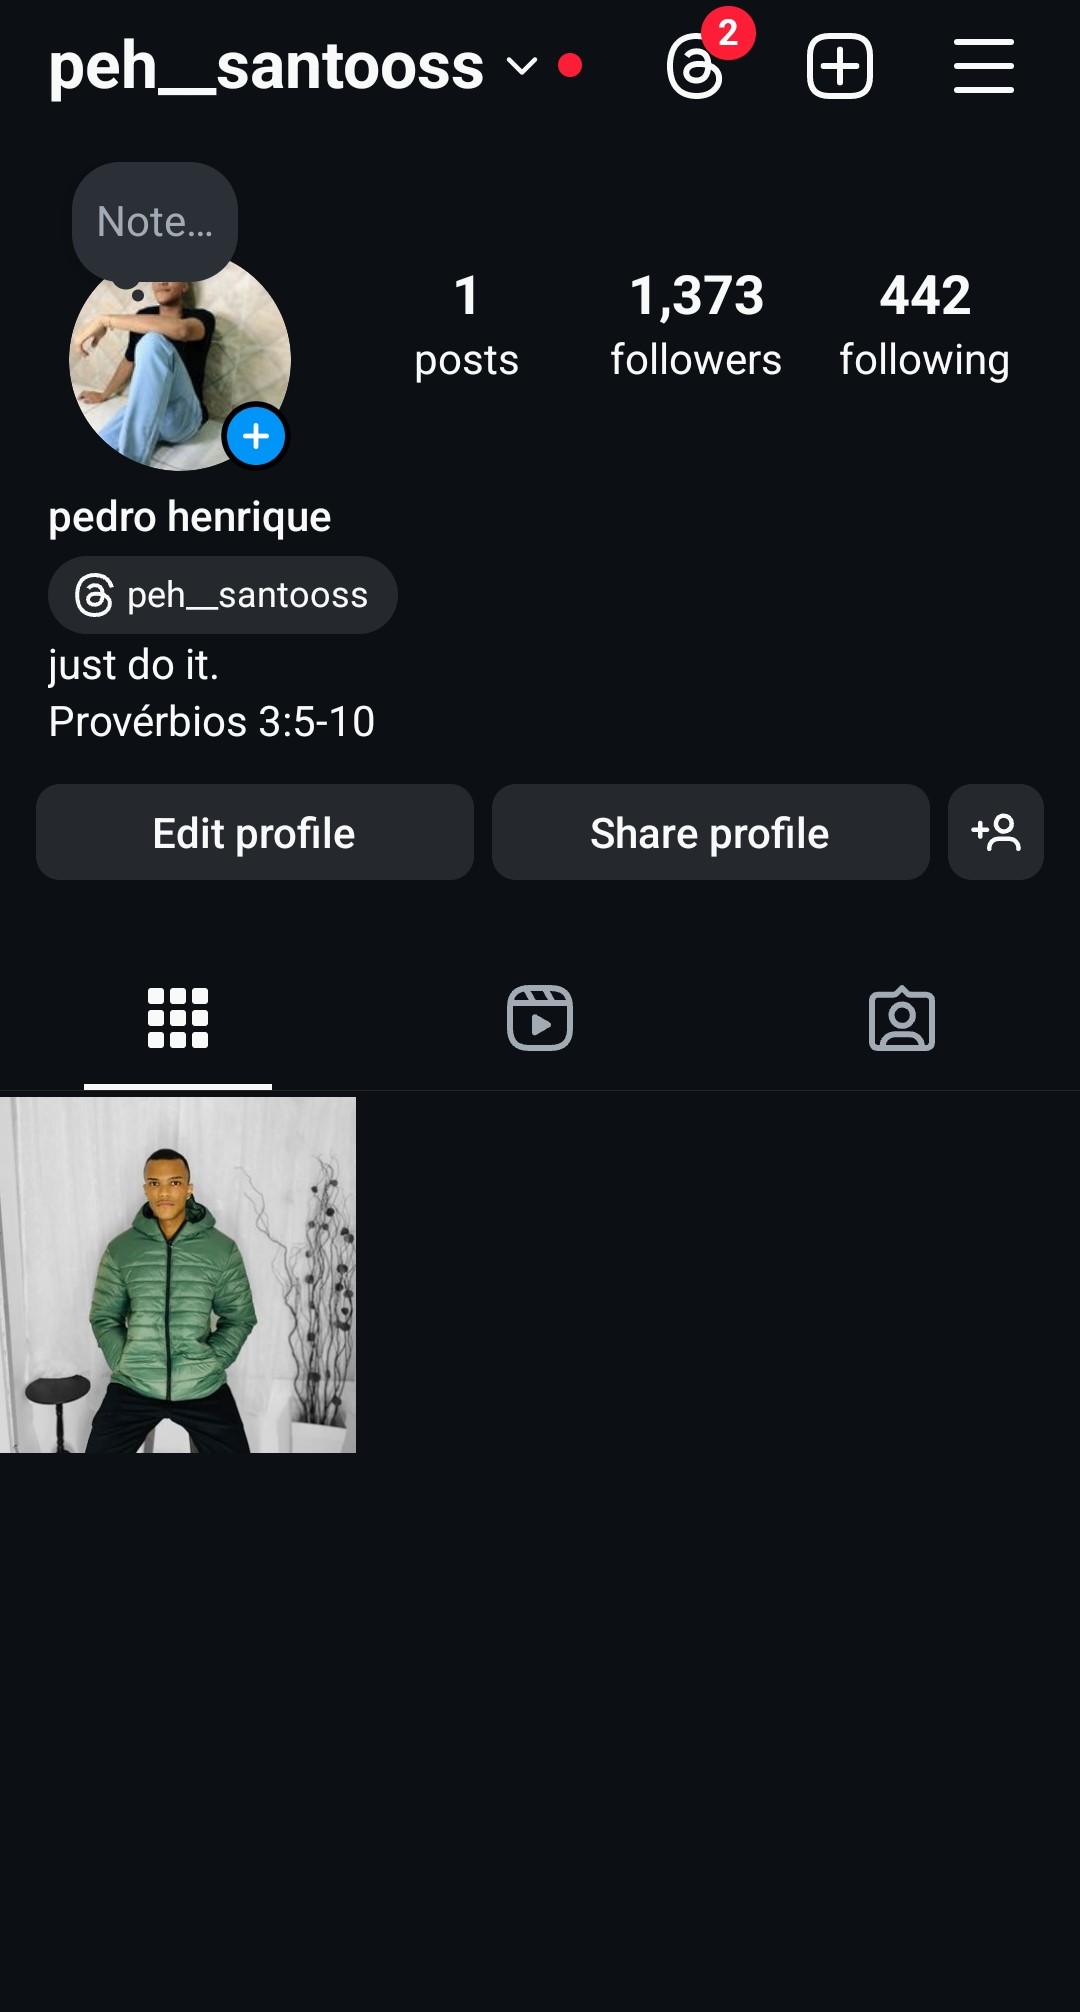 peh__santooss
2
Note...
1
posts
1,373
followers
442
following
pedro henrique
peh__santooss
just do it.
Provérbios 3:5-10
Edit profile
Share profile